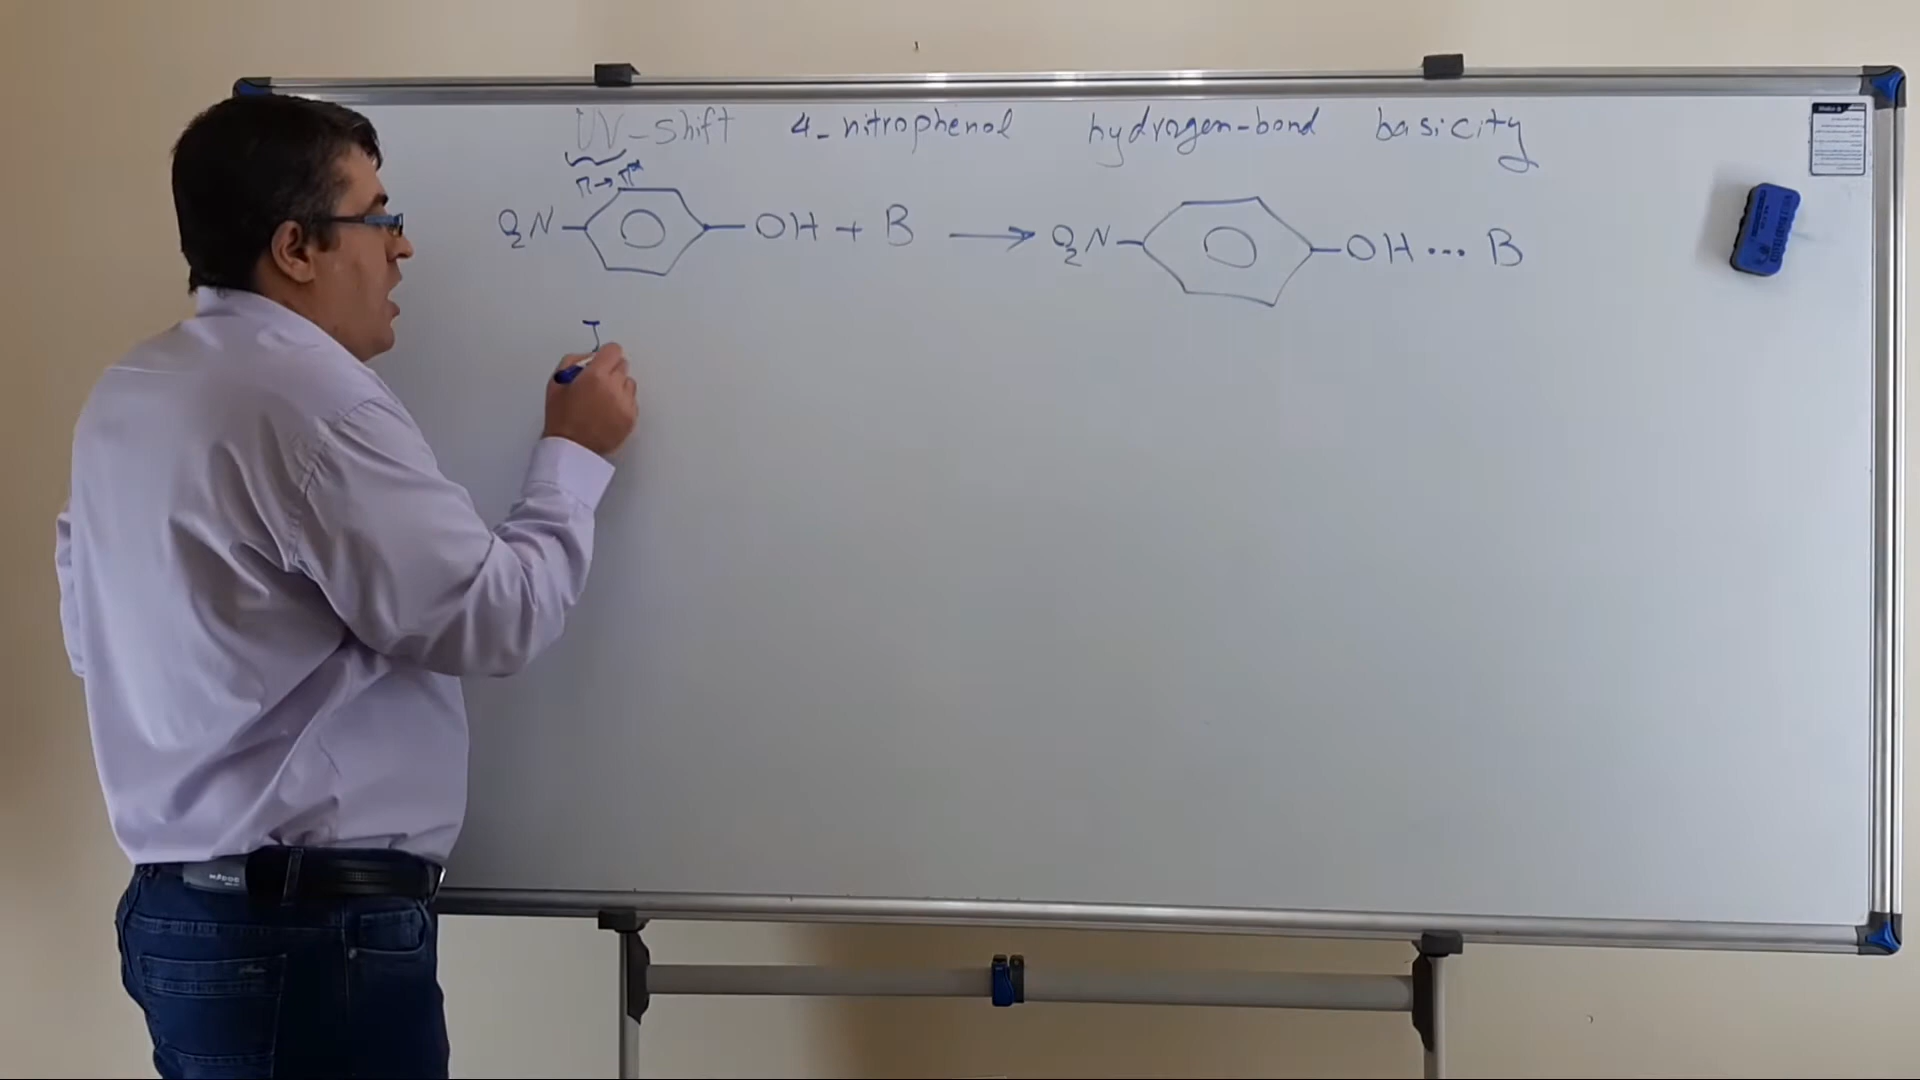 UV-shift 4-nitrophenol hydrogen-bond basicity
π→π*
O₂N-OH + B → O₂N-OH ... B
I